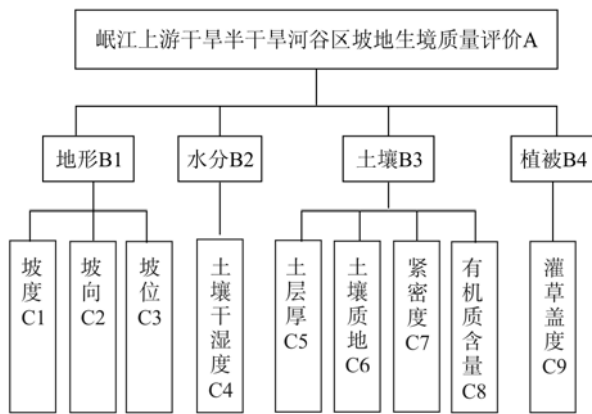 岷江上游干旱半干旱河谷区坡地生境质量评价A
地形B1
水分B2
土壤B3
植被B4
坡度C1
坡向C2
坡位C3
土壤干湿度C4
土层厚C5
土壤质地C6
紧密度C7
有机质含量C8
灌草盖度C9